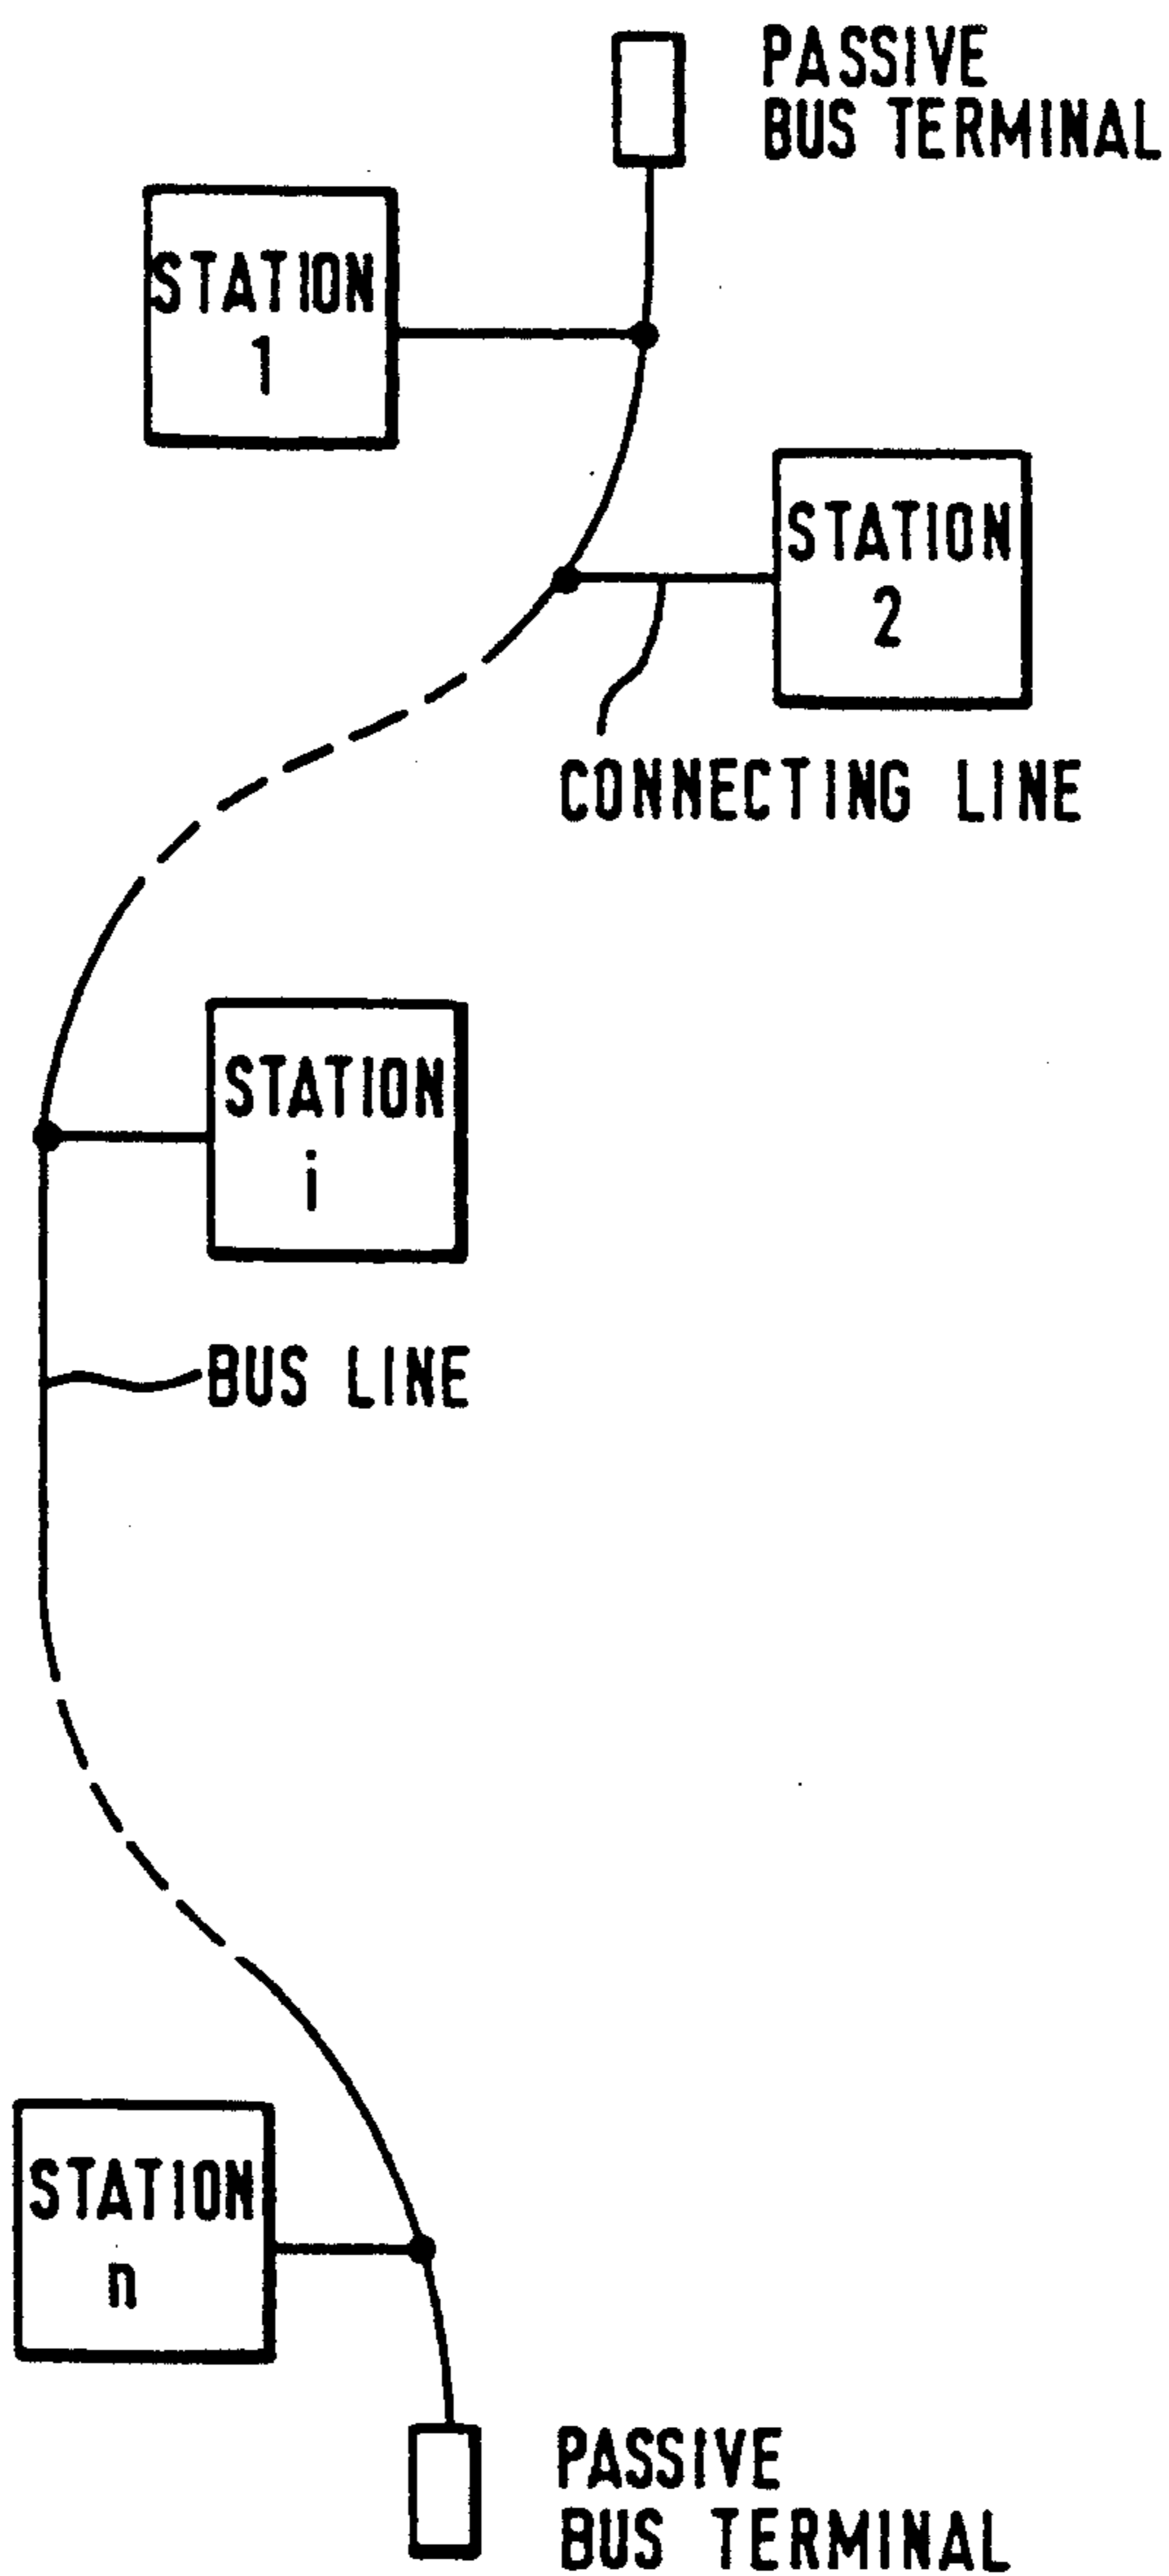 PASSIVE
BUS TERMINAL
STATION
1
STATION
2
CONNECTING LINE
STATION
i
BUS LINE
STATION
n
PASSIVE
BUS TERMINAL